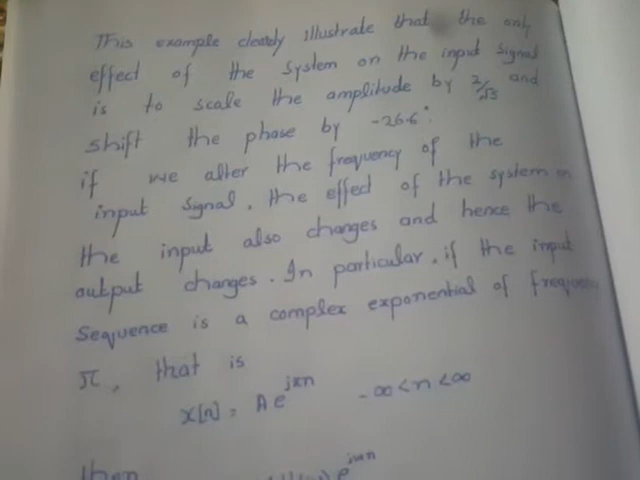 This example clearly illustrate that the only
effect of the system on the input signal
is to scale the amplitude by 2/√5 and
shift the phase by -26.6°.
if we alter the frequency of the
input signal, the effect of the system on
the input also changes and hence the
output changes. In particular, if the input
Sequence is a complex exponential of frequency
π, that is
x[n] = A e^jπn -∞<n<∞
then e^jωn